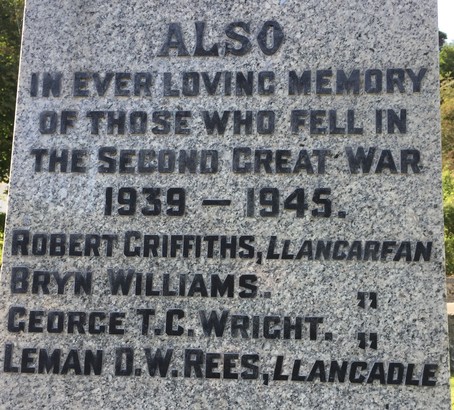 ALSO
IN EVER LOVING MEMORY
OF THOSE WHO FELL IN
THE SECOND GREAT WAR
1939 — 1945.
ROBERT GRIFFITHS, LLANCARFAN
BRYN WILLIAMS. „
GEORGE T.C. WRIGHT. „
LEMAN D.W. REES, LLANCADLE